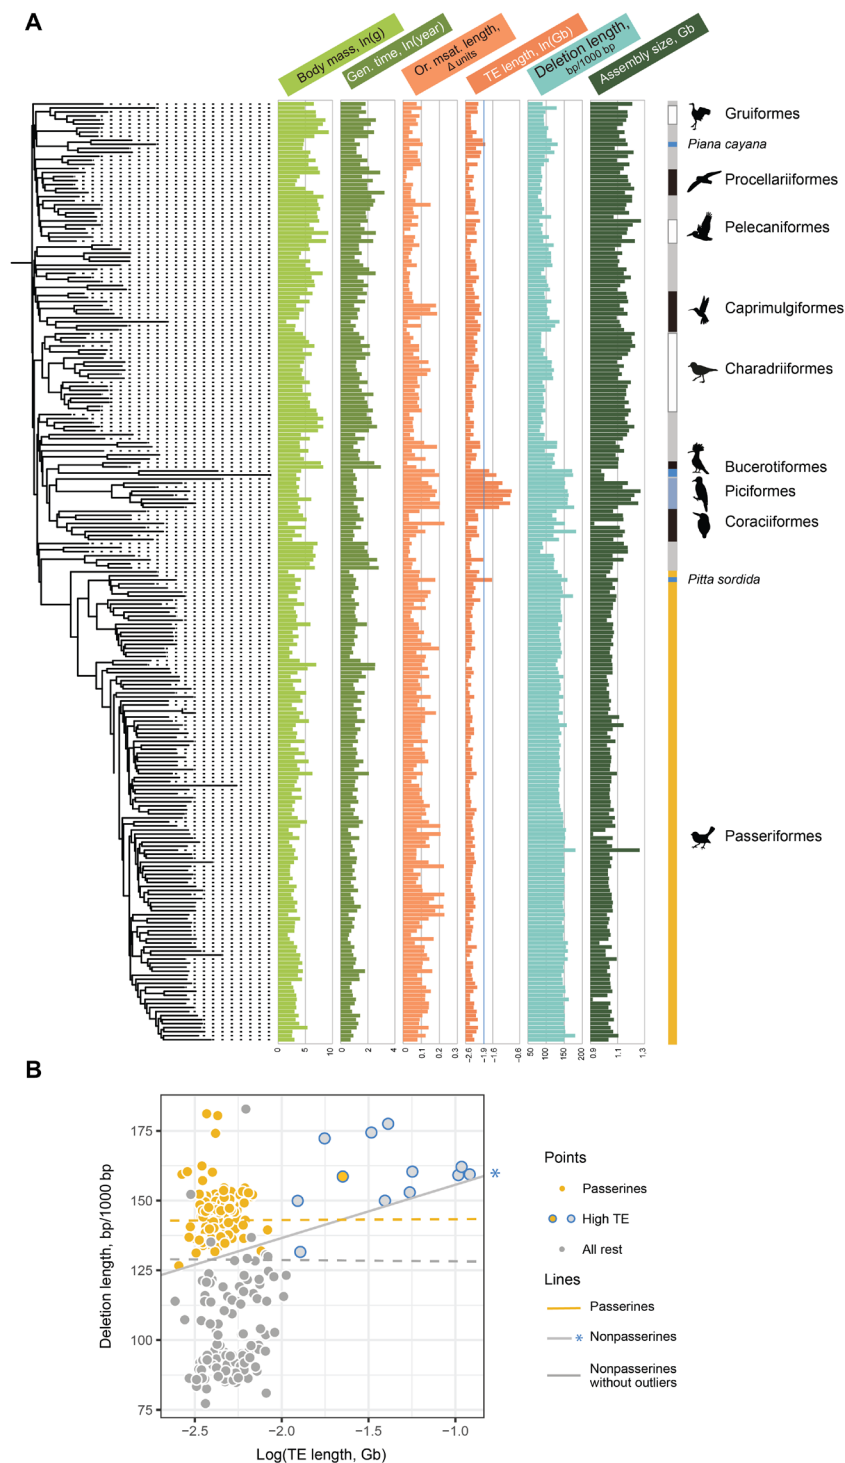 A
Body mass, ln(g)
Gen. time, ln(year)
Or. msat. length,
Δ units
TE length, ln(Gb)
Deletion length,
bp/1000 bp
Assembly size, Gb
Gruiformes
Piana cayana
Procellariiformes
Pelecaniformes
Caprimulgiformes
Charadriiformes
Bucerotiformes
Piciformes
Coraciiformes
Pitta sordida
Passeriformes
0 5 10 0 2 4 0 0.1 0.2 0.3 −2.6 −1.9 −1.6 −0.6 50 100 150 200 0.9 1.1 1.3
B
175
150
125
100
75
Deletion length, bp/1000 bp
−2.5 −2.0 −1.5 −1.0
Log(TE length, Gb)
*
Points
Passerines
High TE
All rest
Lines
Passerines
* Nonpasserines
Nonpasserines
without outliers